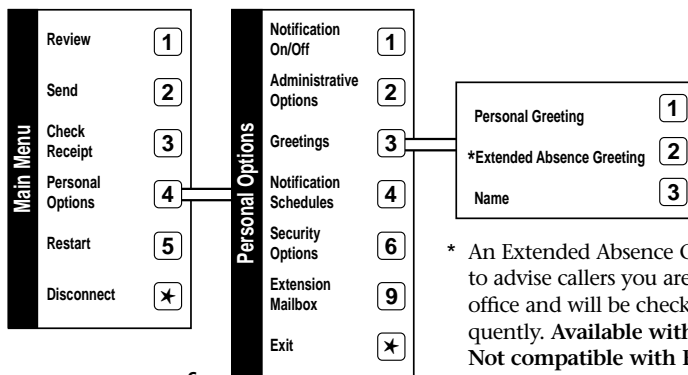 Main Menu
Review 1
Send 2
Check
Receipt 3
Personal
Options 4
Restart 5
Disconnect *
Personal Options
Notification
On/Off 1
Administrative
Options 2
Greetings 3
Notification
Schedules 4
Security
Options 6
Extension
Mailbox 9
Exit *
Personal Greeting 1
*Extended Absence Greeting 2
Name 3
* An Extended Absence
to advise callers you are
office and will be check
quently. Available with
Not compatible with